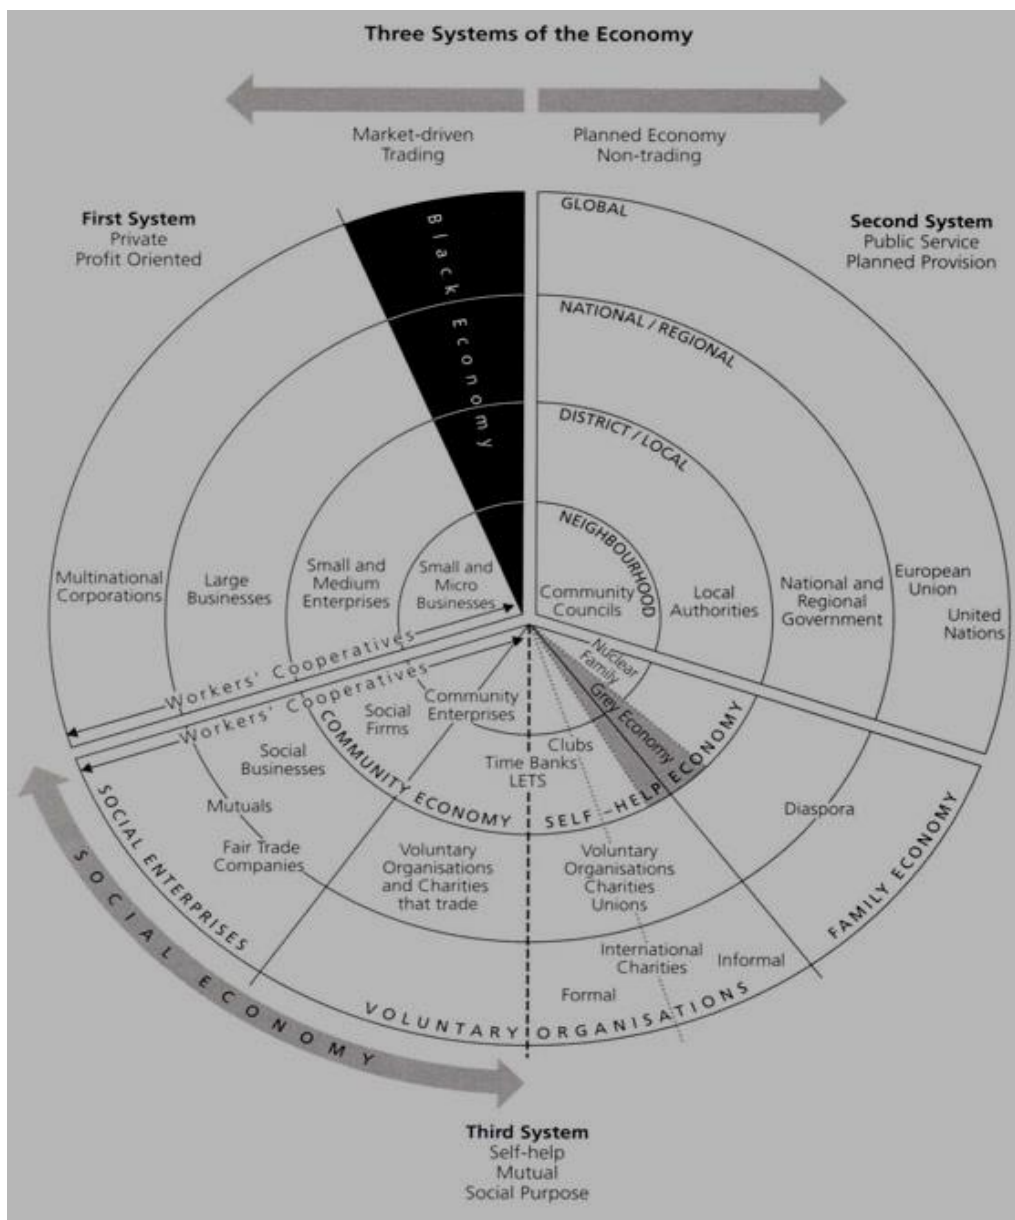 Three Systems of the Economy
Market-driven
Trading
Planned Economy
Non-trading
First System
Private
Profit Oriented
Second System
Public Service
Planned Provision
Black Economy
GLOBAL
NATIONAL / REGIONAL
DISTRICT / LOCAL
NEIGHBOURHOOD
Multinational
Corporations
Large
Businesses
Small and
Medium
Enterprises
Small and
Micro
Businesses
Community
Councils
Local
Authorities
National and
Regional
Government
European
Union
United
Nations
Workers' Cooperatives
Workers' Cooperatives
Nuclear
Family
Grey Economy
Community
Enterprises
Social
Firms
Social
Businesses
Mutuals
Fair Trade
Companies
Clubs
Time Banks
LETS
COMMUNITY ECONOMY
SELF-HELP ECONOMY
Diaspora
Voluntary
Organisations
and Charities
that trade
Voluntary
Organisations
Charities
Unions
International
Charities
Informal
Formal
SOCIAL ENTERPRISES
VOLUNTARY ORGANISATIONS
FAMILY ECONOMY
SOCIAL ECONOMY
Third System
Self-help
Mutual
Social Purpose